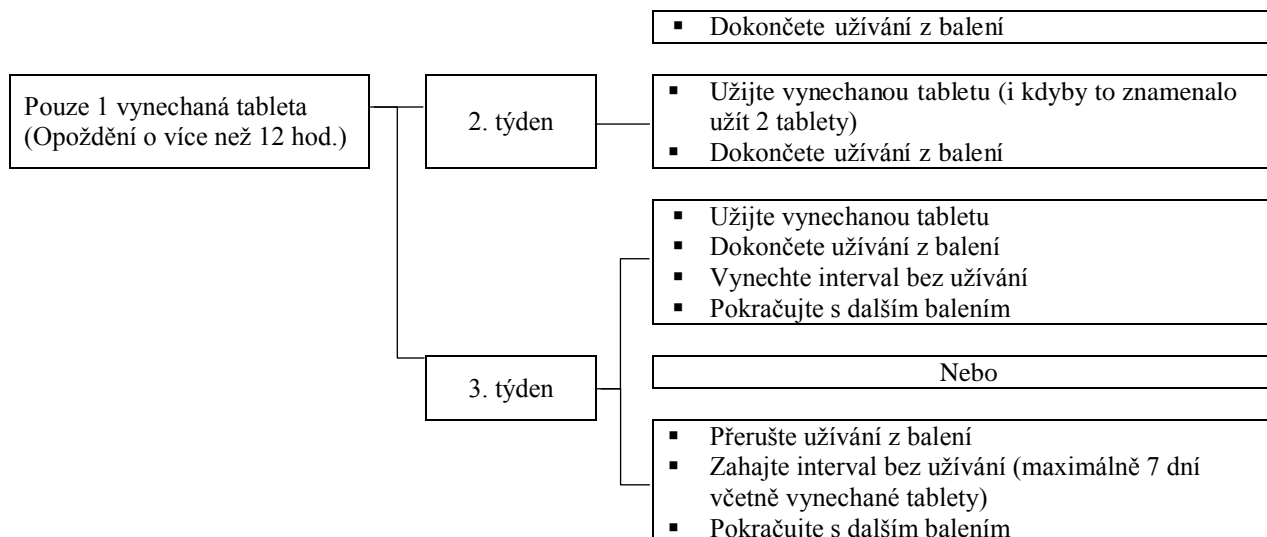 ▪ Dokončete užívání z balení
Pouze 1 vynechaná tableta
(Opoždění o více než 12 hod.)
2. týden
▪ Užijte vynechanou tabletu (i kdyby to znamenalo
užít 2 tablety)
▪ Dokončete užívání z balení
▪ Užijte vynechanou tabletu
▪ Dokončete užívání z balení
▪ Vynechte interval bez užívání
▪ Pokračujte s dalším balením
3. týden
Nebo
▪ Přerušte užívání z balení
▪ Zahajte interval bez užívání (maximálně 7 dní
včetně vynechané tablety)
▪ Pokračujte s dalším balením